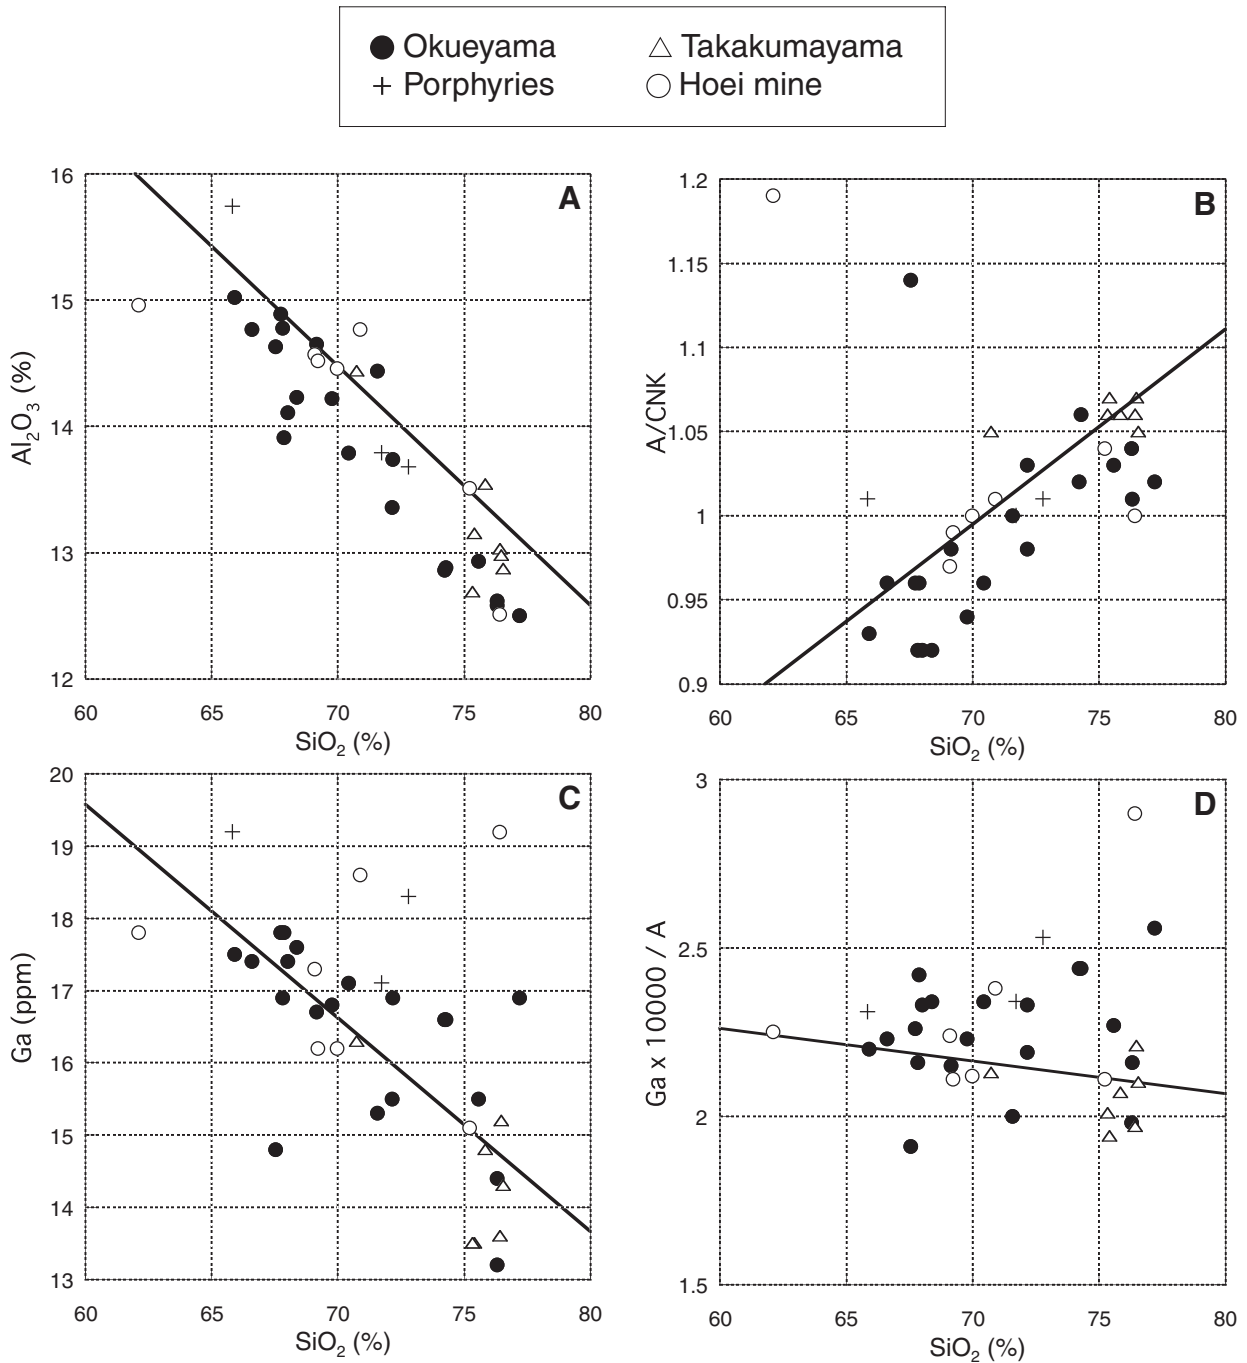 Okueyama Takakumayama
Porphyries Hoei mine
A
16
15
14
13
12
Al2O3 (%)
60 65 70 75 80
SiO2 (%)
B
1.2
1.15
1.1
1.05
1
0.95
0.9
A/CNK
60 65 70 75 80
SiO2 (%)
C
20
19
18
17
16
15
14
13
Ga (ppm)
60 65 70 75 80
SiO2 (%)
D
3
2.5
2
1.5
Ga x 10000 / A
60 65 70 75 80
SiO2 (%)